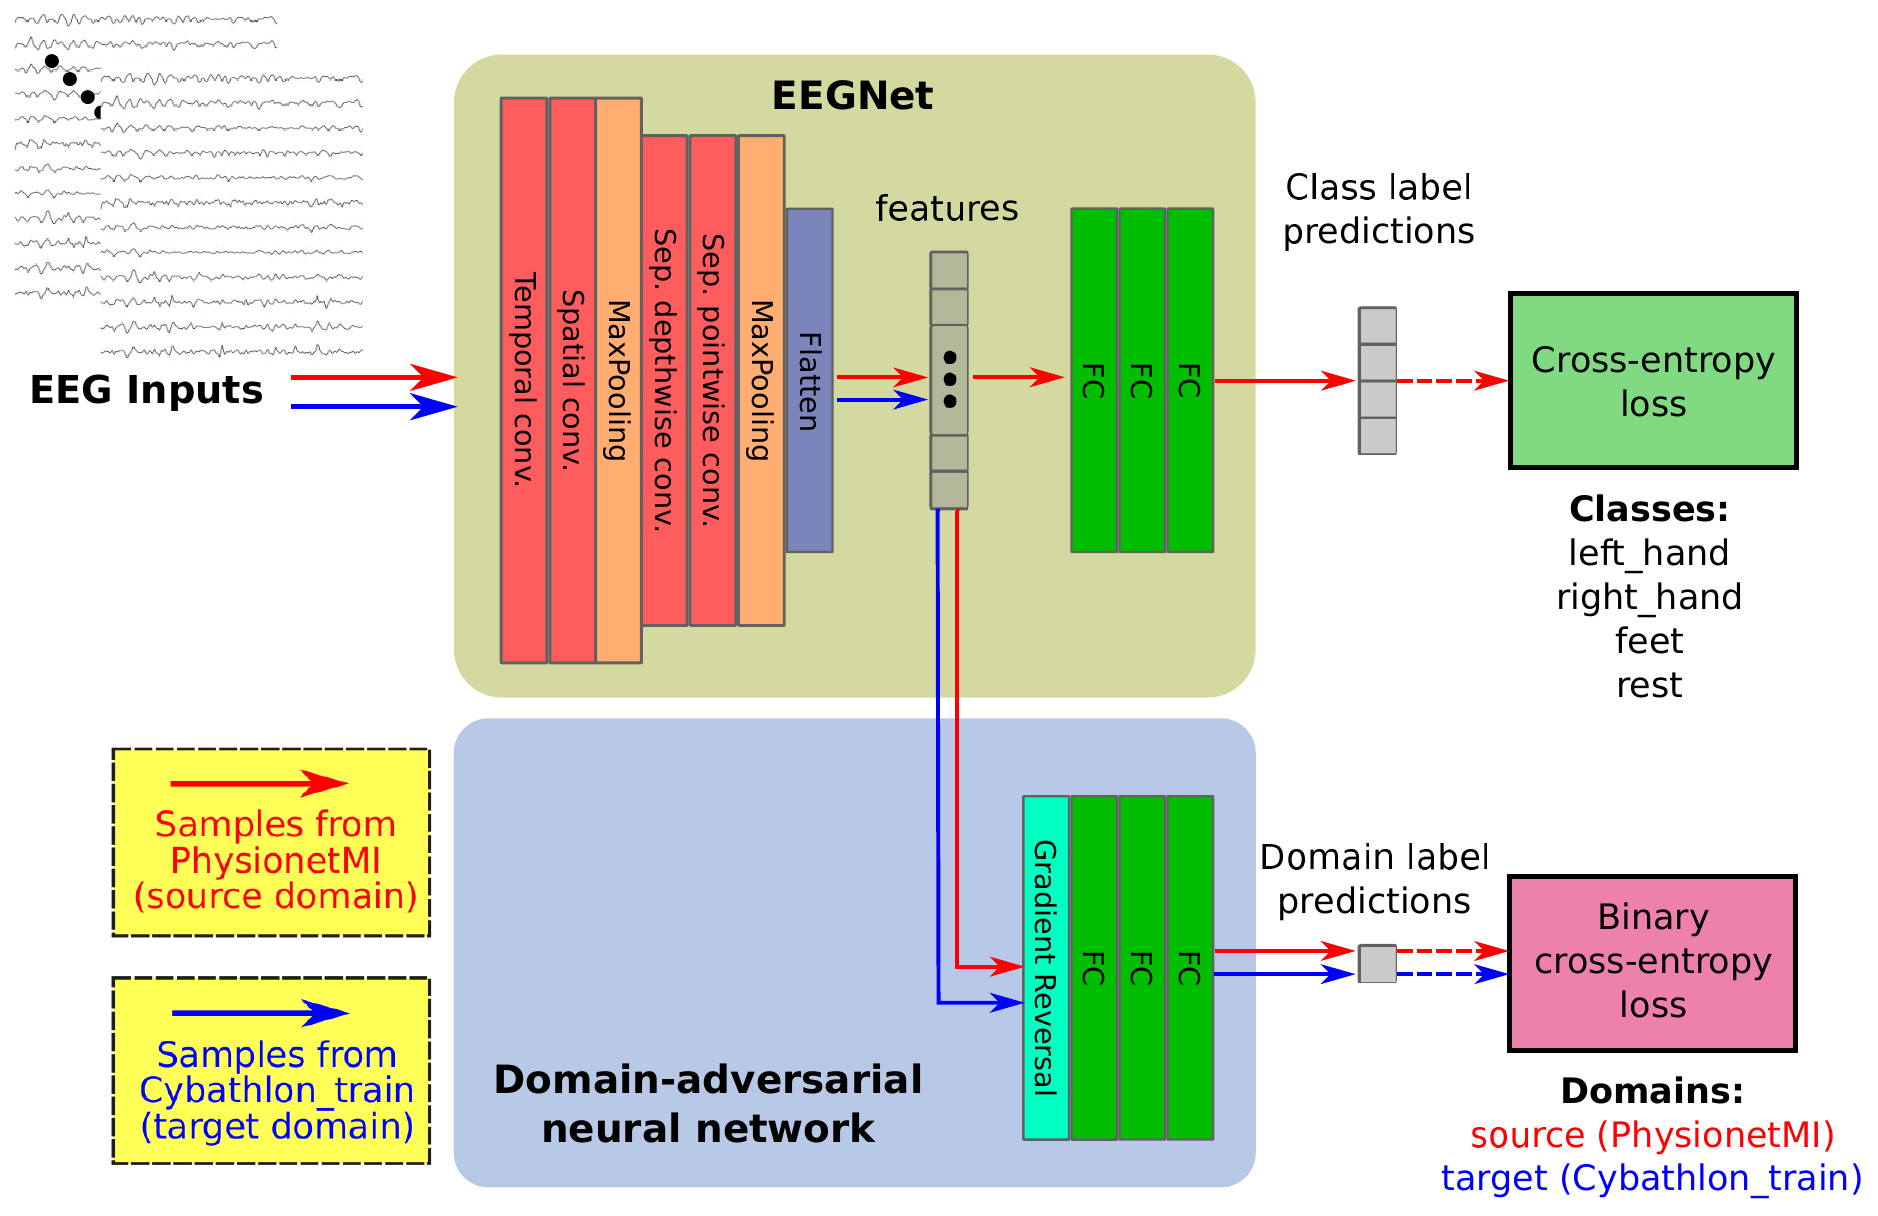 EEG Inputs
EEGNet
Temporal conv.
Spatial conv.
MaxPooling
Sep. depthwise conv.
Sep. pointwise conv.
MaxPooling
Flatten
features
FC
FC
FC
Class label
predictions
Cross-entropy
loss
Classes:
left_hand
right_hand
feet
rest
Samples from
PhysionetMI
(source domain)
Samples from
Cybathlon_train
(target domain)
Domain-adversarial
neural network
Gradient Reversal
FC
FC
FC
Domain label
predictions
Binary
cross-entropy
loss
Domains:
source (PhysionetMI)
target (Cybathlon_train)